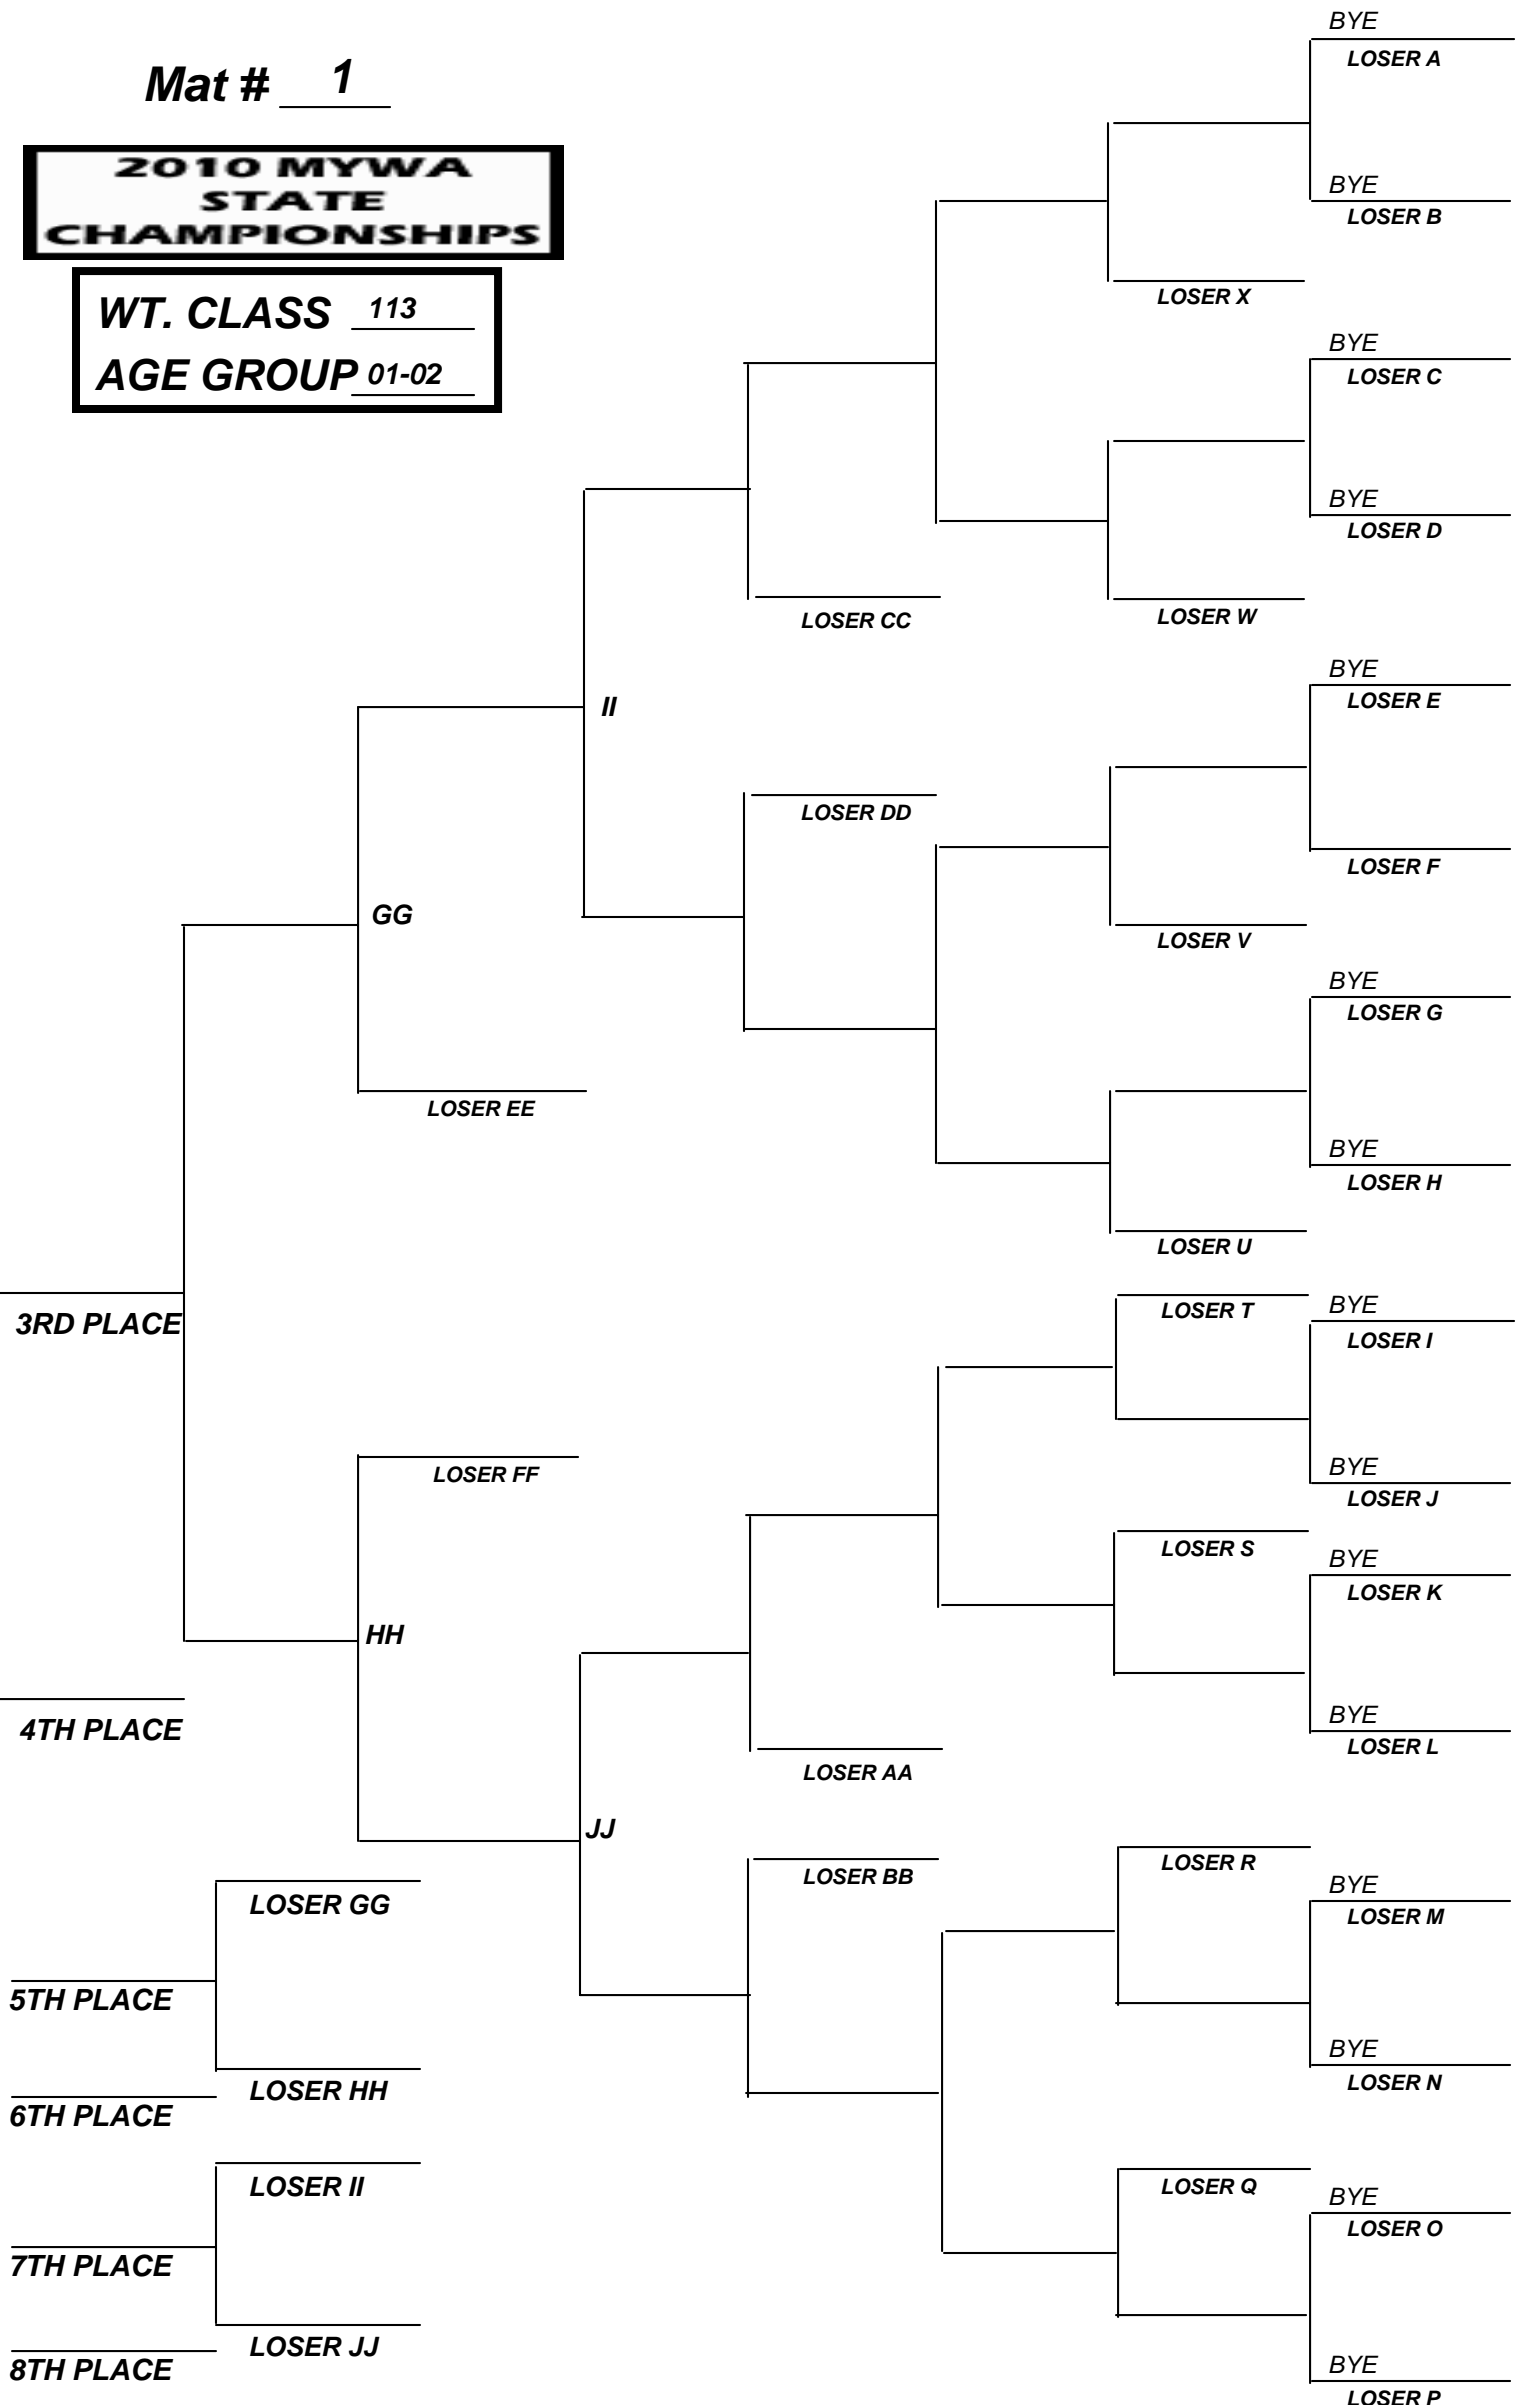 Mat # 1
2010 MYWA
STATE
CHAMPIONSHIPS
WT. CLASS 113
AGE GROUP 01-02
BYE
LOSER A
BYE
LOSER B
LOSER X
BYE
LOSER C
BYE
LOSER D
LOSER CC
LOSER W
BYE
LOSER E
II
LOSER DD
LOSER F
GG
LOSER V
BYE
LOSER G
LOSER EE
BYE
LOSER H
LOSER U
3RD PLACE
LOSER T
BYE
LOSER I
LOSER FF
BYE
LOSER J
LOSER S
BYE
LOSER K
HH
4TH PLACE
BYE
LOSER L
LOSER AA
JJ
LOSER BB
LOSER R
BYE
LOSER M
LOSER GG
5TH PLACE
BYE
LOSER N
LOSER HH
6TH PLACE
LOSER II
LOSER Q
BYE
LOSER O
7TH PLACE
LOSER JJ
8TH PLACE
BYE
LOSER P